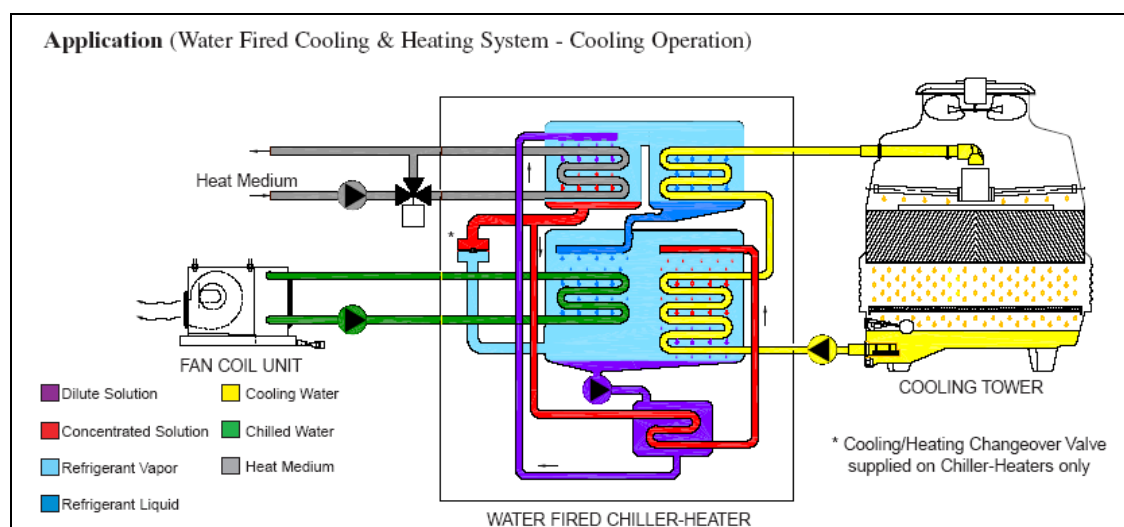 Application (Water Fired Cooling & Heating System - Cooling Operation)
Heat Medium
*
FAN COIL UNIT
COOLING TOWER
Dilute Solution
Cooling Water
Concentrated Solution
Chilled Water
Refrigerant Vapor
Heat Medium
Refrigerant Liquid
* Cooling/Heating Changeover Valve
supplied on Chiller-Heaters only
WATER FIRED CHILLER-HEATER